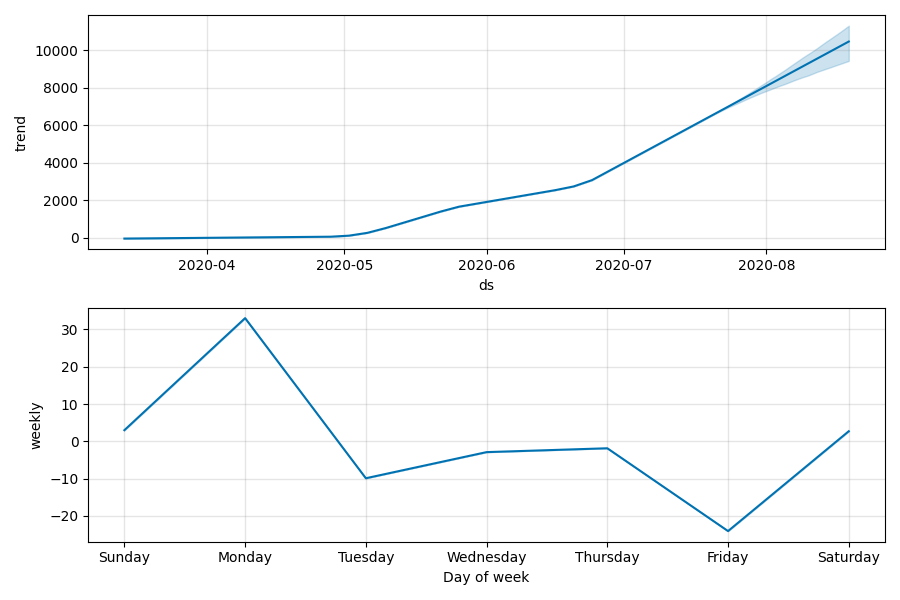 10000
8000
6000
4000
2000
0
trend
2020-04 2020-05 2020-06 2020-07 2020-08
ds
30
20
10
0
−10
−20
weekly
Sunday Monday Tuesday Wednesday Thursday Friday Saturday
Day of week